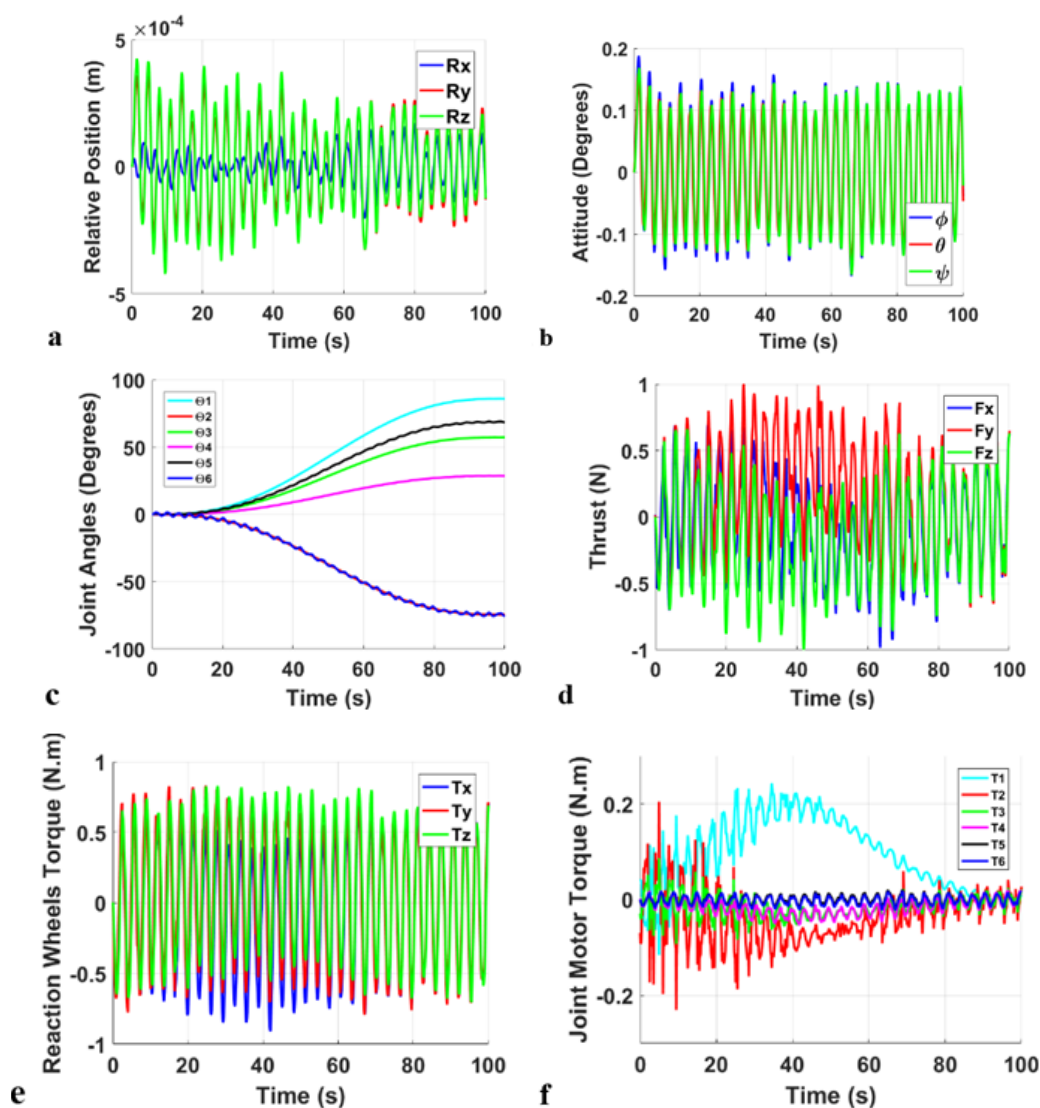 ×10⁻⁴
5
0
-5
Relative Position (m)
Rx
Ry
Rz
0 20 40 60 80 100
Time (s)
a
0.2
0.1
0
-0.1
-0.2
Attitude (Degrees)
ϕ
θ
ψ
0 20 40 60 80 100
Time (s)
b
100
50
0
-50
-100
Joint Angles (Degrees)
Θ1
Θ2
Θ3
Θ4
Θ5
Θ6
0 20 40 60 80 100
Time (s)
c
1
0.5
0
-0.5
-1
Thrust (N)
Fx
Fy
Fz
0 20 40 60 80 100
Time (s)
d
1
0.5
0
-0.5
-1
Reaction Wheels Torque (N.m)
Tx
Ty
Tz
0 20 40 60 80 100
Time (s)
e
0.2
0
-0.2
Joint Motor Torque (N.m)
T1
T2
T3
T4
T5
T6
0 20 40 60 80 100
Time (s)
f